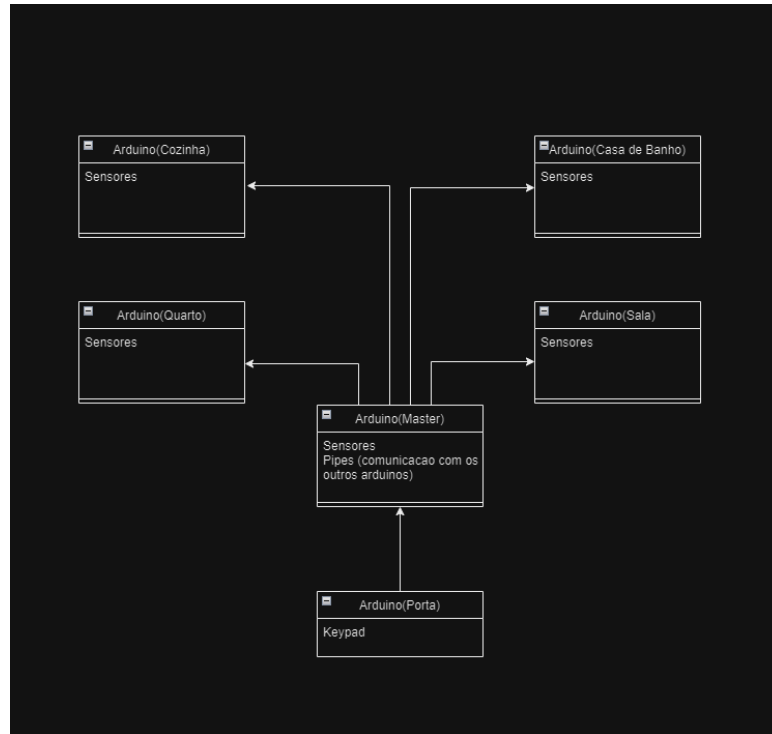 Arduino(Cozinha)
Sensores
Arduino(Casa de Banho)
Sensores
Arduino(Quarto)
Sensores
Arduino(Sala)
Sensores
Arduino(Master)
Sensores
Pipes (comunicacao com os
outros arduinos)
Arduino(Porta)
Keypad